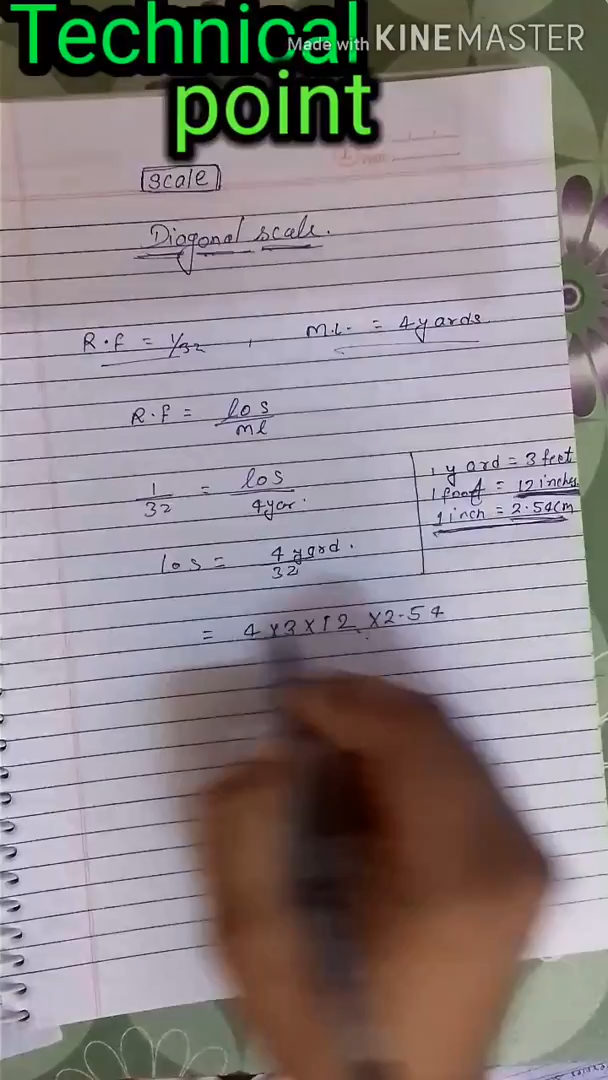 Technical
point
Made with KINEMASTER
scale
Diagonal scale.
R.f = 1/32 , M.L. = 4 yards
R.f = los/ml
1/32 = los/4yar.
1 yard = 3 feet
1 foot = 12 inches
1 inch = 2.54cm
los = 4 yard./32
= 4 x 3 x 12 x 2.54